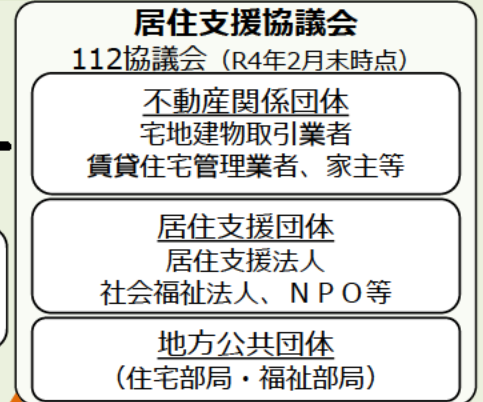 居住支援協議会
112協議会（R4年2月末時点）
不動産関係団体
宅地建物取引業者
賃貸住宅管理業者、家主等
居住支援団体
居住支援法人
社会福祉法人、ＮＰＯ等
地方公共団体
（住宅部局・福祉部局）